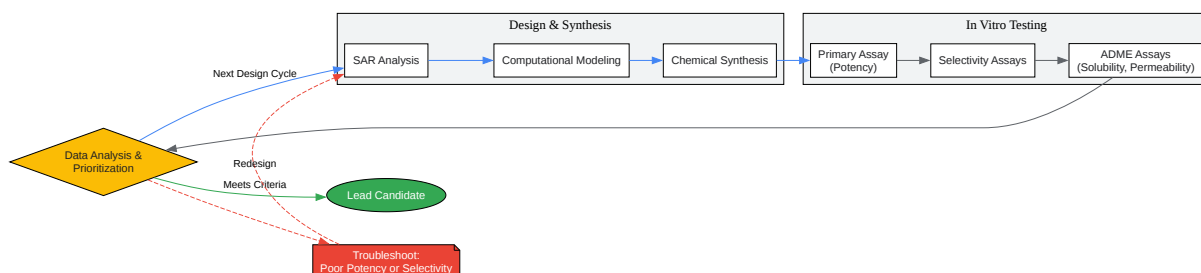 Design & Synthesis
In Vitro Testing
SAR Analysis
Computational Modeling
Chemical Synthesis
Primary Assay
(Potency)
Selectivity Assays
ADME Assays
(Solubility, Permeability)
Next Design Cycle
Data Analysis &
Prioritization
Redesign
Meets Criteria
Lead Candidate
Troubleshoot:
Poor Potency or Selectivity